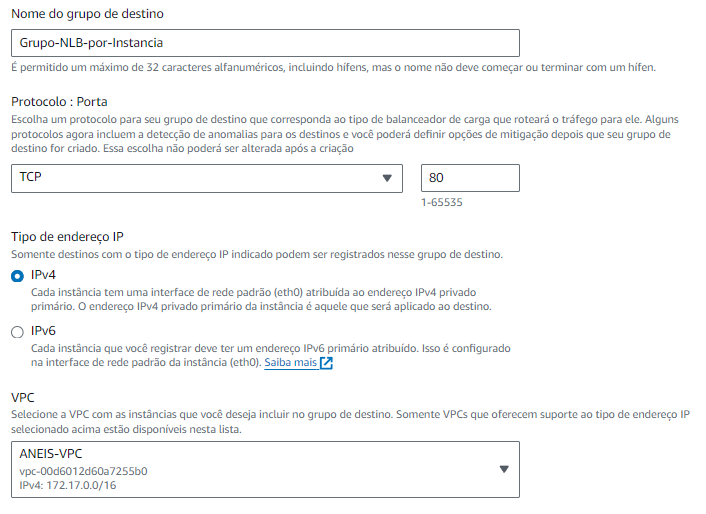 Nome do grupo de destino
Grupo-NLB-por-Instancia
É permitido um máximo de 32 caracteres alfanuméricos, incluindo hífens, mas o nome não deve começar ou terminar com um hífen.
Protocolo : Porta
Escolha um protocolo para seu grupo de destino que corresponda ao tipo de balanceador de carga que roteará o tráfego para ele. Alguns
protocolos agora incluem a detecção de anomalias para os destinos e você poderá definir opções de mitigação depois que seu grupo de
destino for criado. Essa escolha não poderá ser alterada após a criação
TCP 80
1-65535
Tipo de endereço IP
Somente destinos com o tipo de endereço IP indicado podem ser registrados nesse grupo de destino.
IPv4
Cada instância tem uma interface de rede padrão (eth0) atribuída ao endereço IPv4 privado
primário. O endereço IPv4 privado primário da instância é aquele que será aplicado ao destino.
IPv6
Cada instância que você registrar deve ter um endereço IPv6 primário atribuído. Isso é configurado
na interface de rede padrão da instância (eth0). Saiba mais
VPC
Selecione a VPC com as instâncias que você deseja incluir no grupo de destino. Somente VPCs que oferecem suporte ao tipo de endereço IP
selecionado acima estão disponíveis nesta lista.
ANEIS-VPC
vpc-00d6012d60a7255b0
IPv4: 172.17.0.0/16